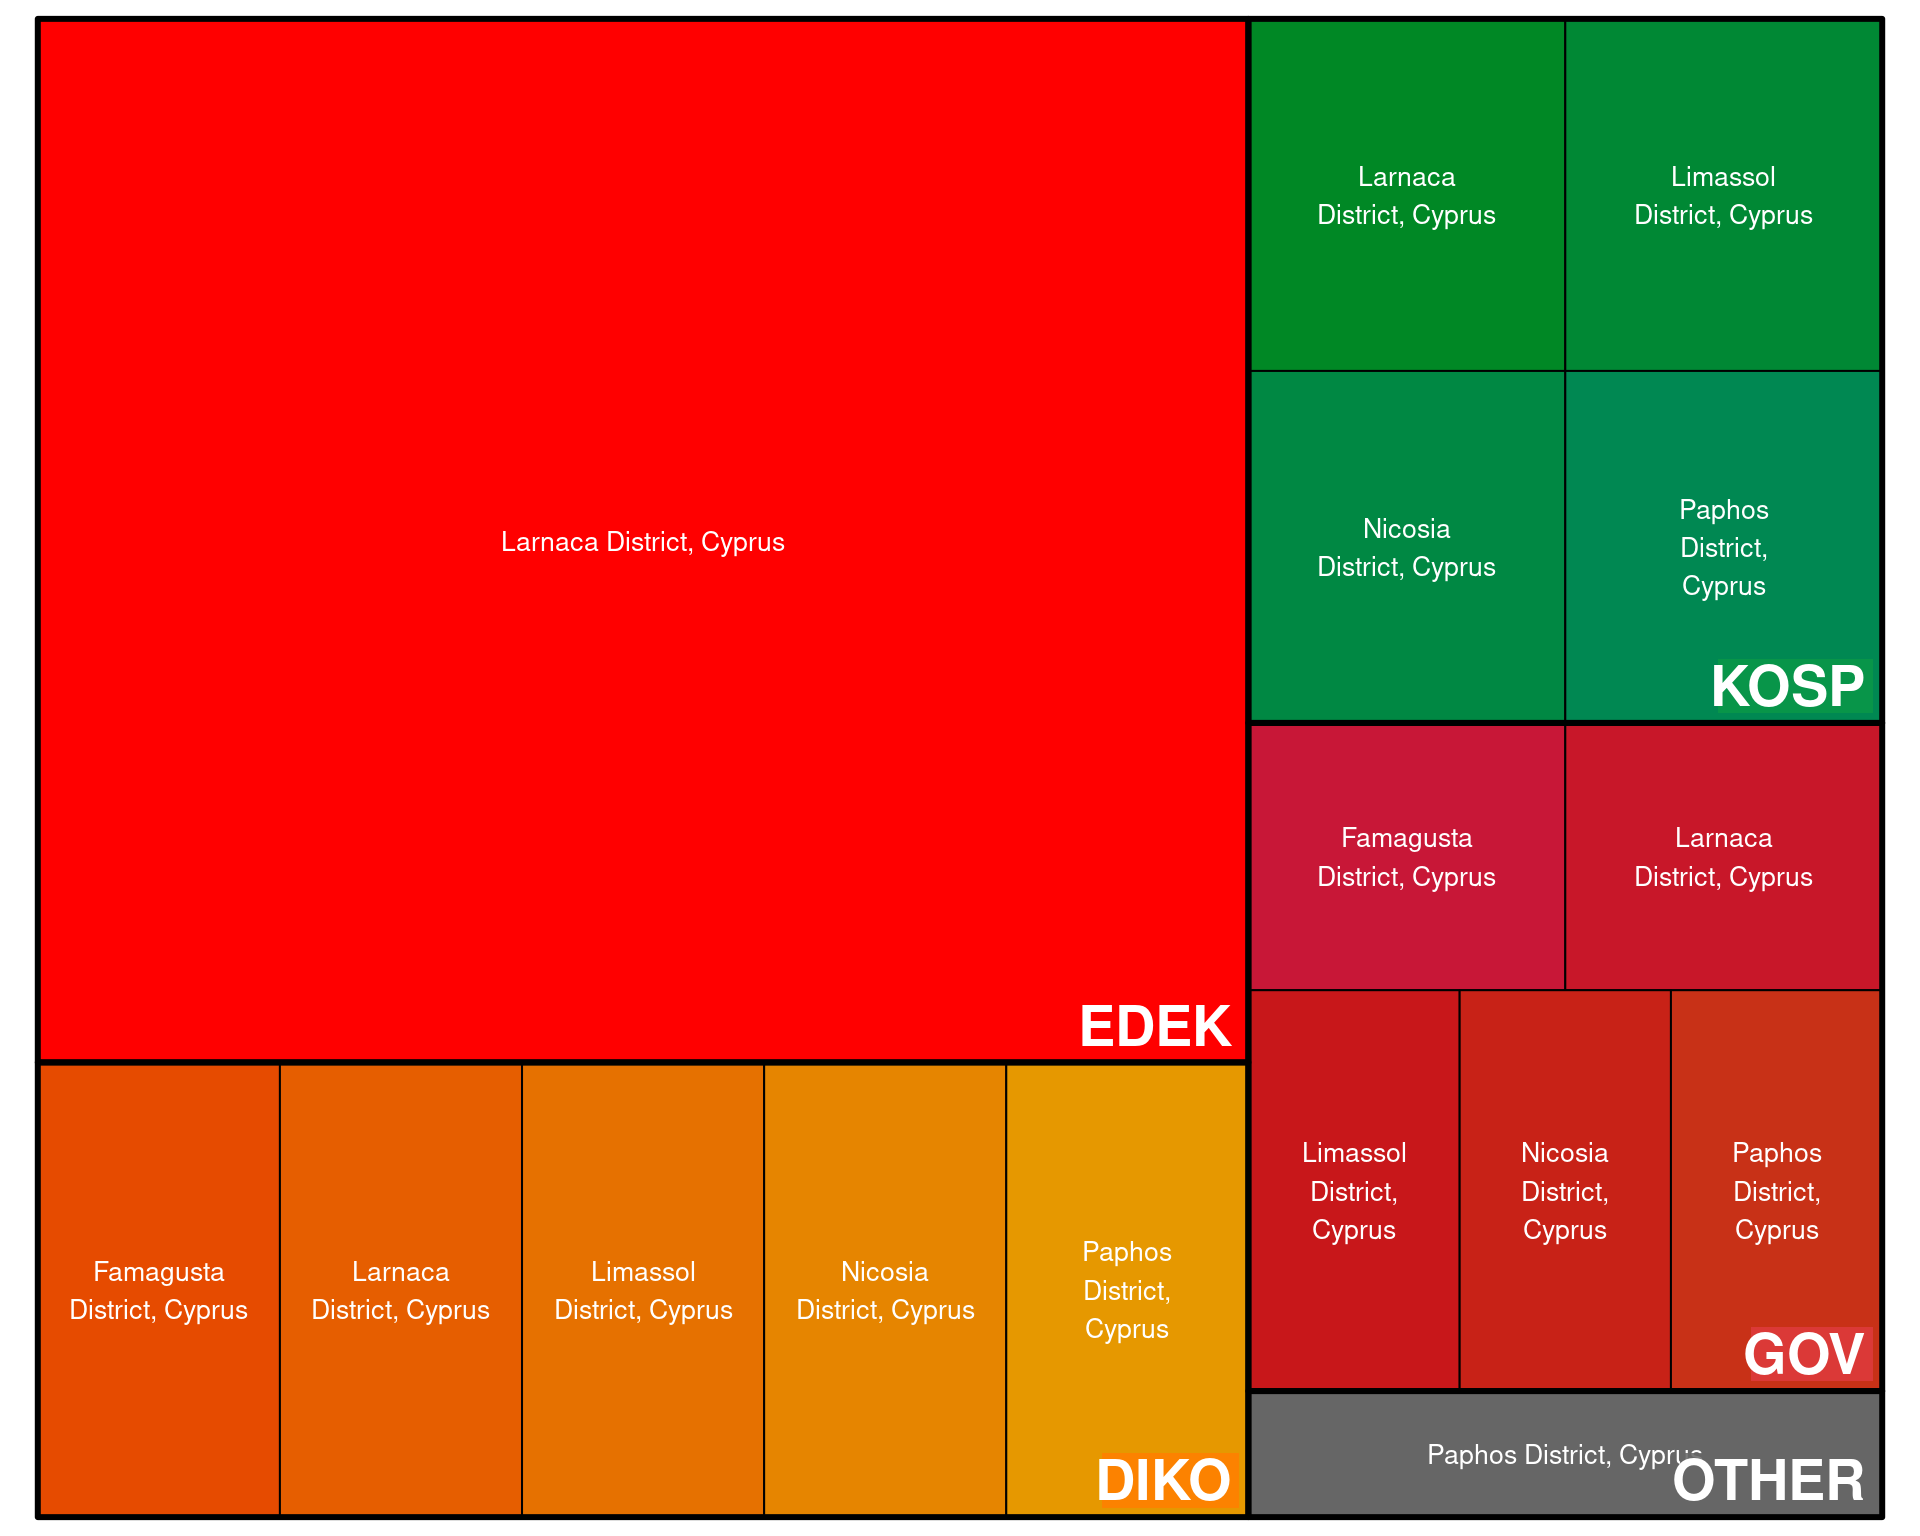 Larnaca District, Cyprus
EDEK
Famagusta
District, Cyprus
Larnaca
District, Cyprus
Limassol
District, Cyprus
Nicosia
District, Cyprus
Paphos
District,
Cyprus
DIKO
Larnaca
District, Cyprus
Limassol
District, Cyprus
Nicosia
District, Cyprus
Paphos
District,
Cyprus
KOSP
Famagusta
District, Cyprus
Larnaca
District, Cyprus
Limassol
District,
Cyprus
Nicosia
District,
Cyprus
Paphos
District,
Cyprus
GOV
Paphos District, Cyprus
OTHER